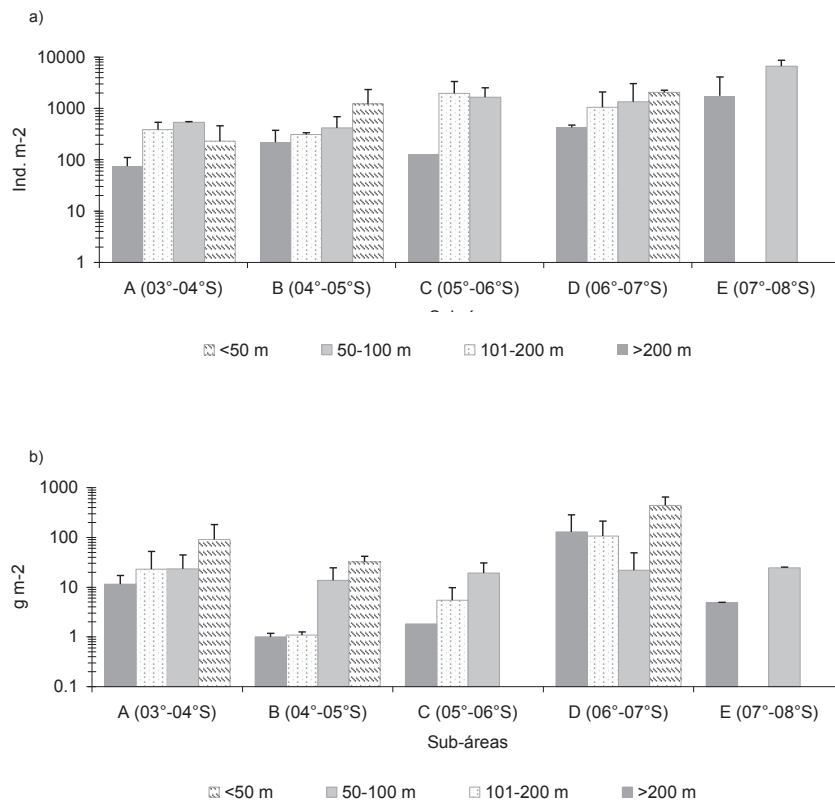 a)
10000
1000
100
10
1
Ind. m-2
A (03°-04°S) B (04°-05°S) C (05°-06°S) D (06°-07°S) E (07°-08°S)
<50 m 50-100 m 101-200 m >200 m
b)
1000
100
10
1
0.1
g m-2
A (03°-04°S) B (04°-05°S) C (05°-06°S) D (06°-07°S) E (07°-08°S)
Sub-áreas
<50 m 50-100 m 101-200 m >200 m